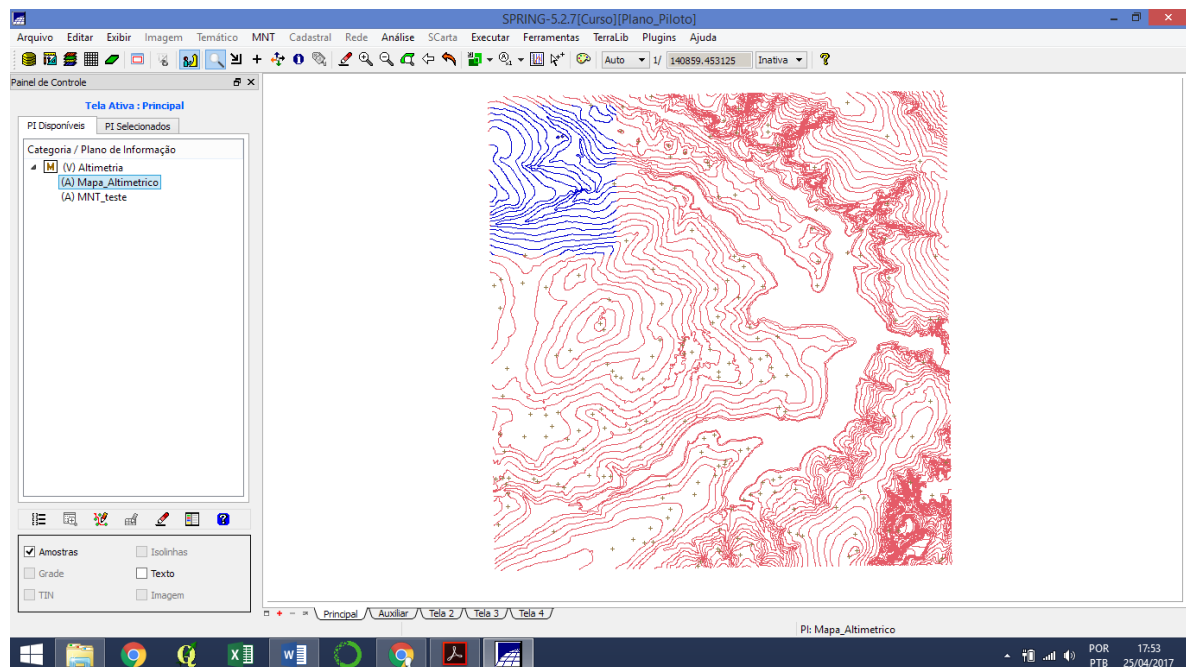 SPRING-5.2.7[Curso][Plano_Piloto]
Arquivo Editar Exibir Imagem Temático MNT Cadastral Rede Análise SCarta Executar Ferramentas TerraLib Plugins Ajuda
Auto 1/ 140859.453125 Inativa
Painel de Controle
Tela Ativa : Principal
PI Disponíveis PI Selecionados
Categoria / Plano de Informação
M (V) Altimetria
(A) Mapa_Altimetrico
(A) MNT_teste
Amostras Isolinhas
Grade Texto
TIN Imagem
Principal Auxiliar Tela 2 Tela 3 Tela 4
PI: Mapa_Altimetrico
POR 17:53
PTB 25/04/2017